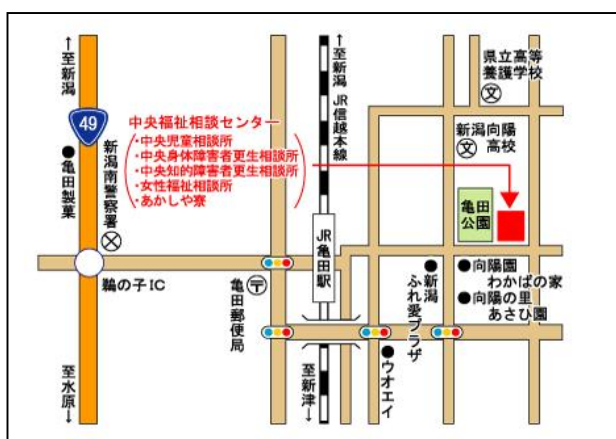 ↑至新潟
49
●亀田製菓
新潟南警察署
鵜の子IC
至水原↓
中央福祉相談センター
・中央児童相談所
・中央身体障害者更生相談所
・中央知的障害者更生相談所
・女性福祉相談所
・あかしや寮
亀田郵便局
〒
↑至新潟
JR信越本線
JR亀田駅
至新津↓
県立高等
養護学校
文
新潟向陽
高校
文
亀田
公園
●新潟
ふれ愛プラザ
●向陽園
わかばの家
●向陽の里
あさひ園
●ウオエイ